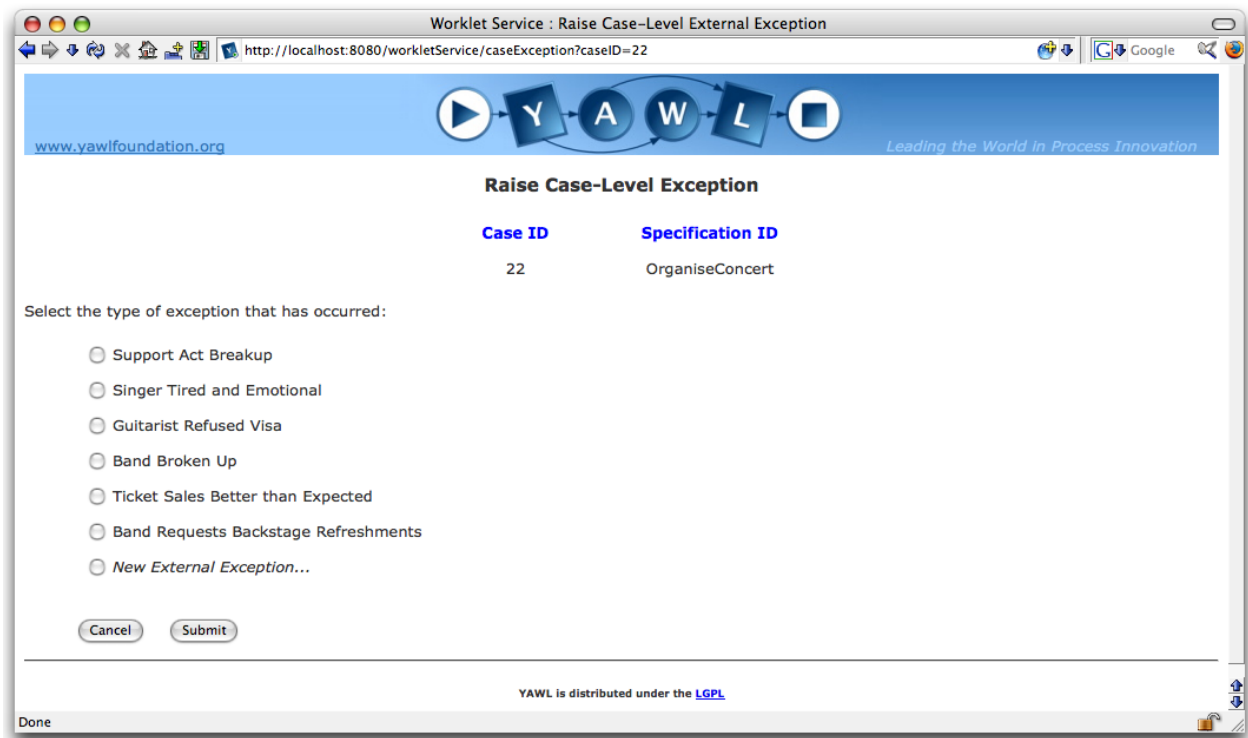 Worklet Service : Raise Case-Level External Exception
http://localhost:8080/workletService/caseException?caseID=22
G Google
Y A W L
www.yawlfoundation.org
Leading the World in Process Innovation
Raise Case-Level Exception
Case ID Specification ID
22 OrganiseConcert
Select the type of exception that has occurred:
Support Act Breakup
Singer Tired and Emotional
Guitarist Refused Visa
Band Broken Up
Ticket Sales Better than Expected
Band Requests Backstage Refreshments
New External Exception...
Cancel Submit
YAWL is distributed under the LGPL
Done